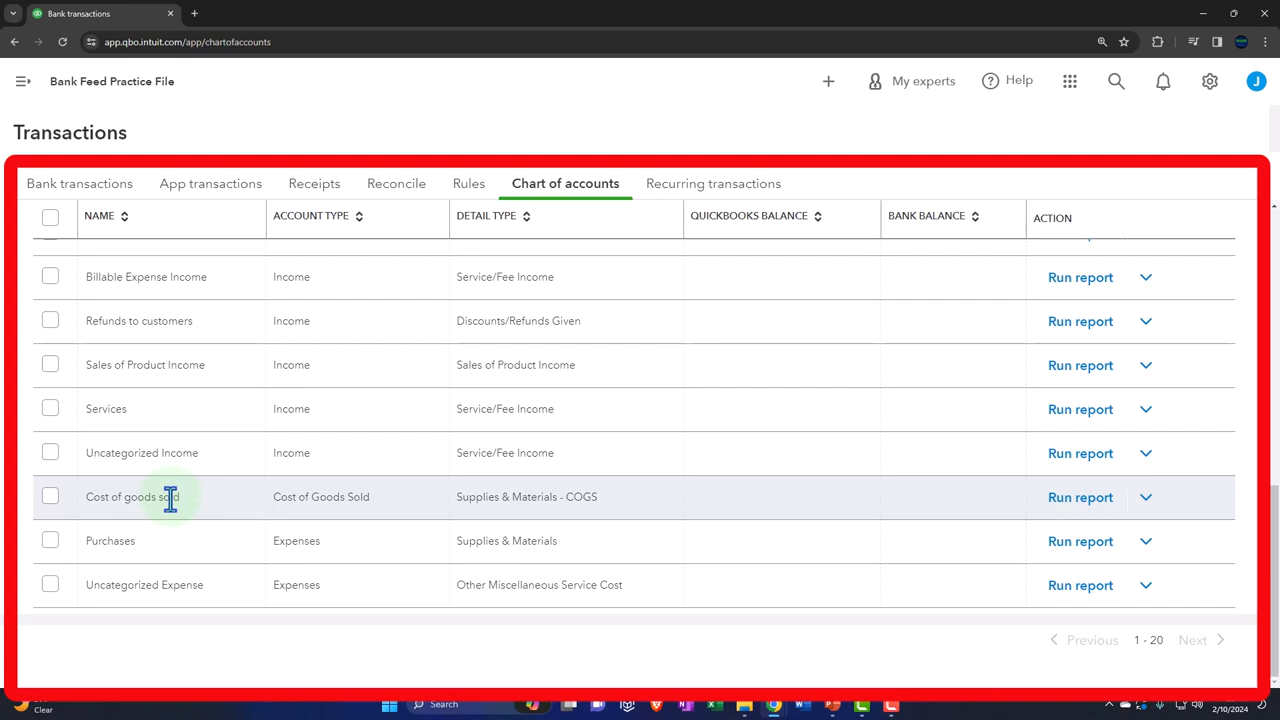 Bank transactions
app.qbo.intuit.com/app/chartofaccounts
Bank Feed Practice File
My experts
Help
J
Transactions
Bank transactions App transactions Receipts Reconcile Rules Chart of accounts Recurring transactions
NAME ACCOUNT TYPE DETAIL TYPE QUICKBOOKS BALANCE BANK BALANCE ACTION
Billable Expense Income Income Service/Fee Income Run report
Refunds to customers Income Discounts/Refunds Given Run report
Sales of Product Income Income Sales of Product Income Run report
Services Income Service/Fee Income Run report
Uncategorized Income Income Service/Fee Income Run report
Cost of goods sold Cost of Goods Sold Supplies & Materials - COGS Run report
Purchases Expenses Supplies & Materials Run report
Uncategorized Expense Expenses Other Miscellaneous Service Cost Run report
Previous 1 - 20 Next
Clear
Search
2/10/2024